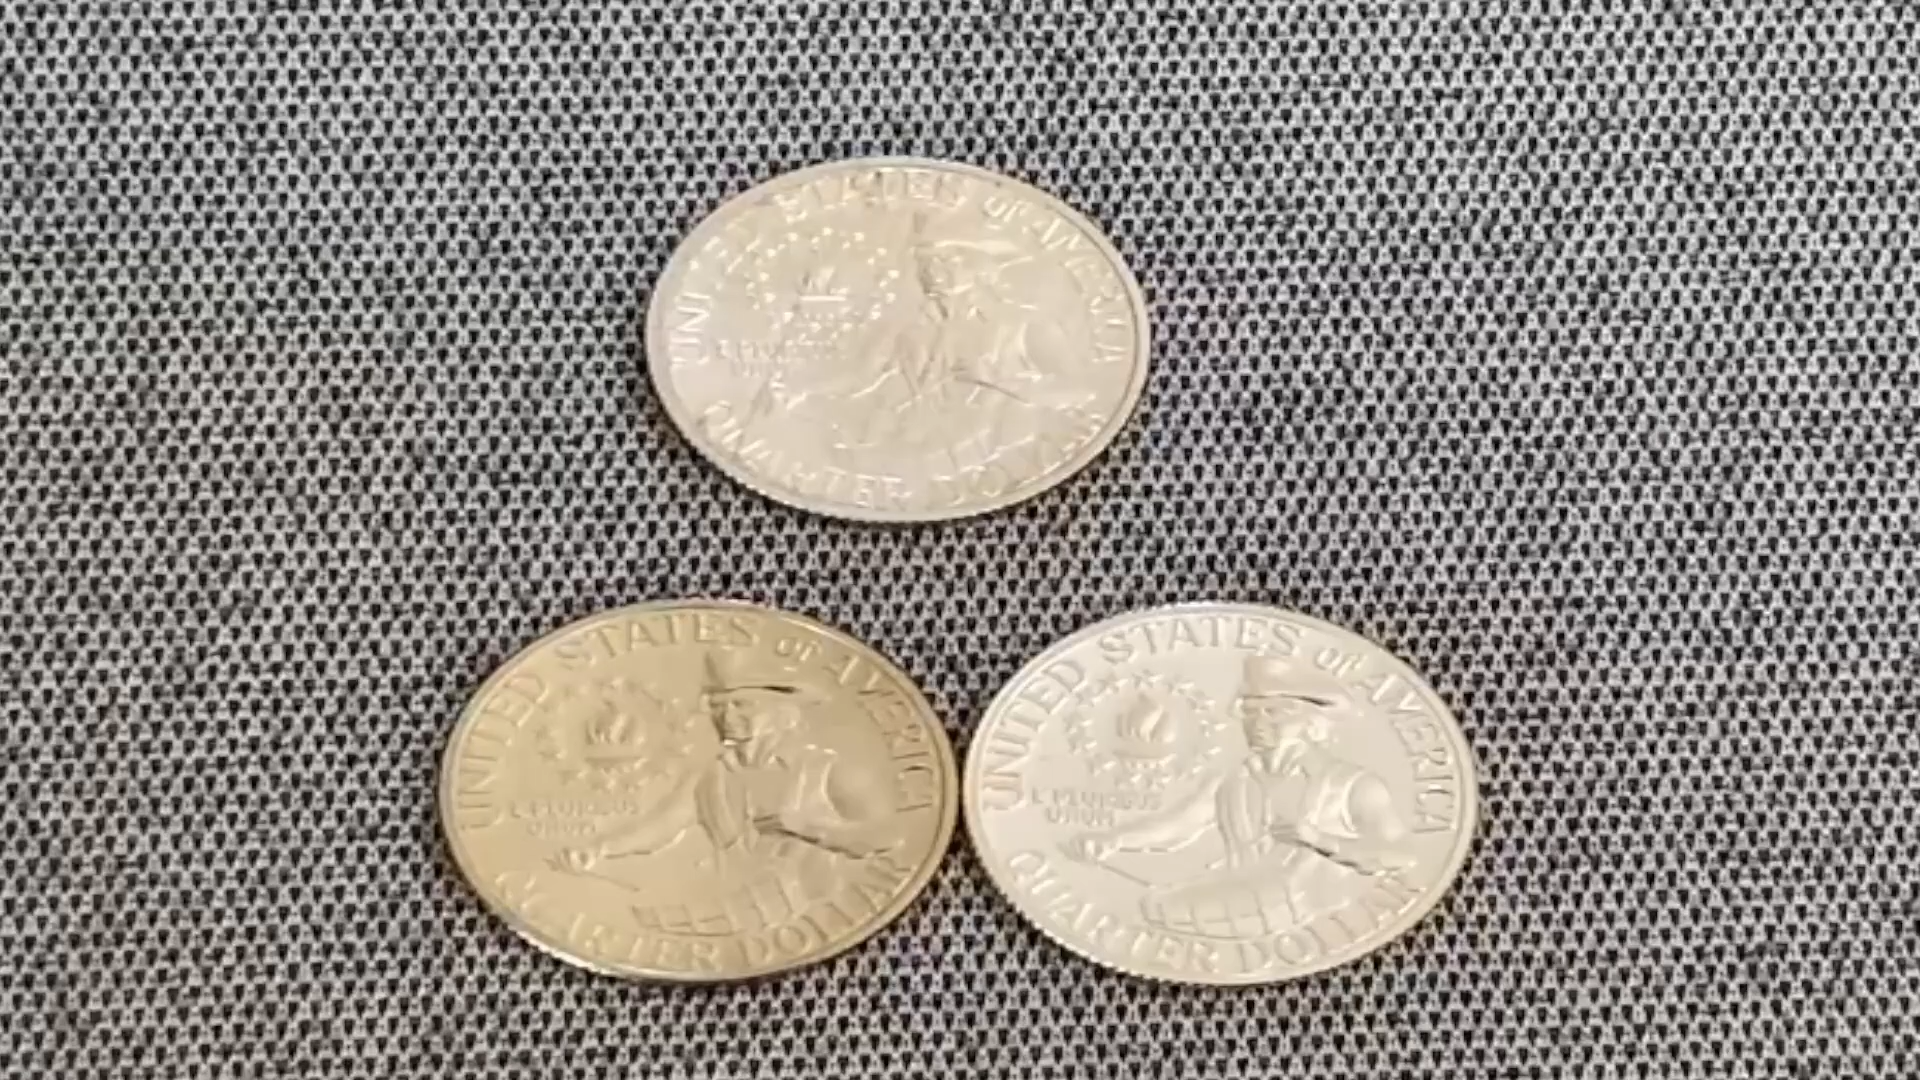 UNITED STATES OF AMERICA
E PLURIBUS
UNUM
QUARTER DOLLAR
UNITED STATES OF AMERICA
E PLURIBUS
UNUM
QUARTER DOLLAR
UNITED STATES OF AMERICA
E PLURIBUS
UNUM
QUARTER DOLLAR